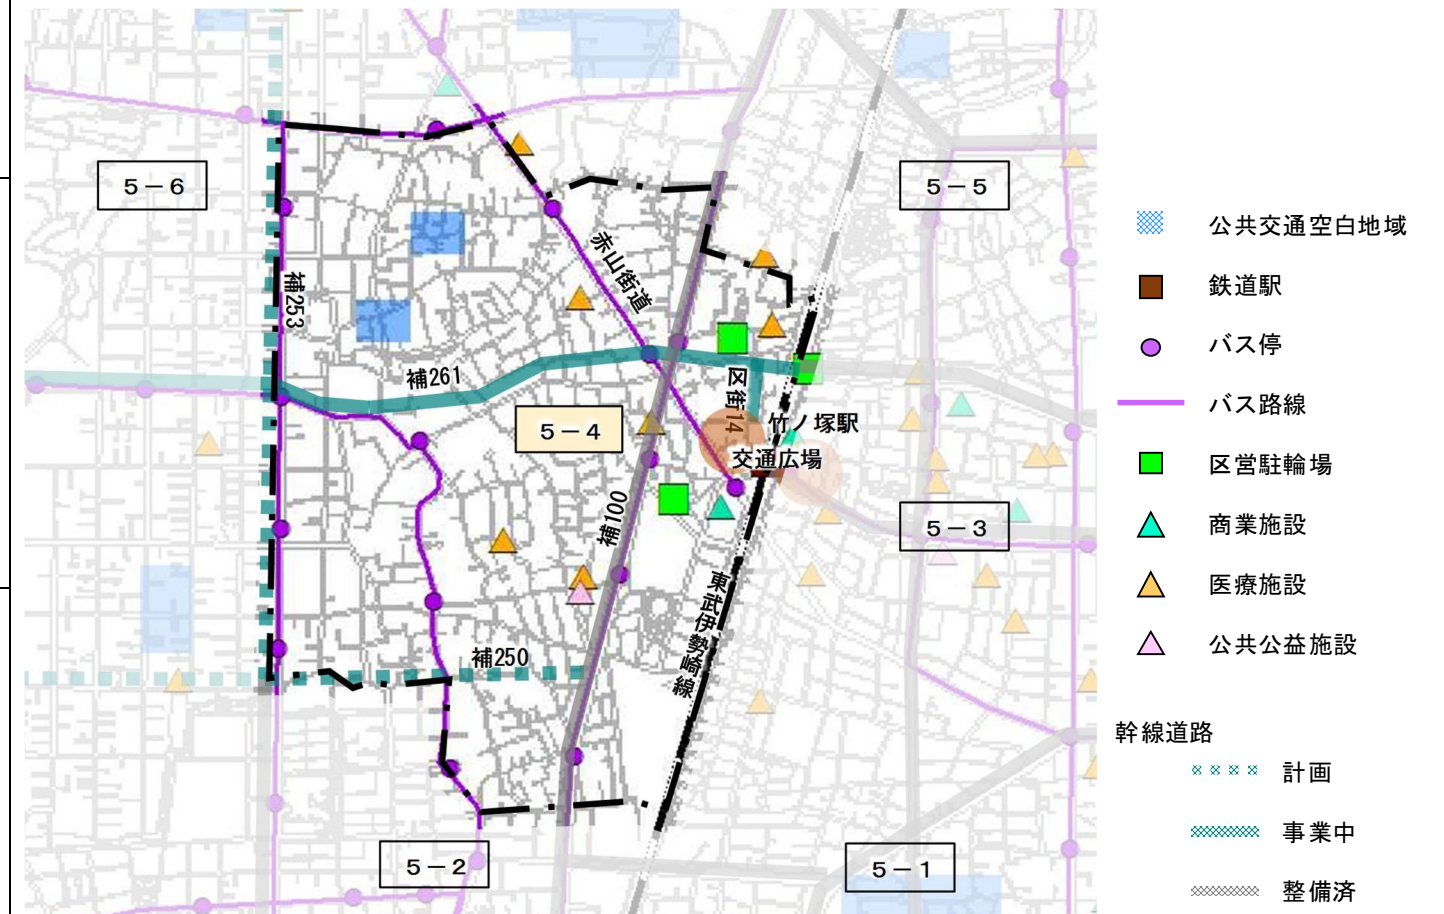 ５－６
５－５
赤山街道
補253
補261
区街14
５－４
竹ノ塚駅
交通広場
補100
５－３
東武伊勢崎線
補250
５－２
５－１
公共交通空白地域
鉄道駅
バス停
バス路線
区営駐輪場
商業施設
医療施設
公共公益施設
幹線道路
計画
事業中
整備済